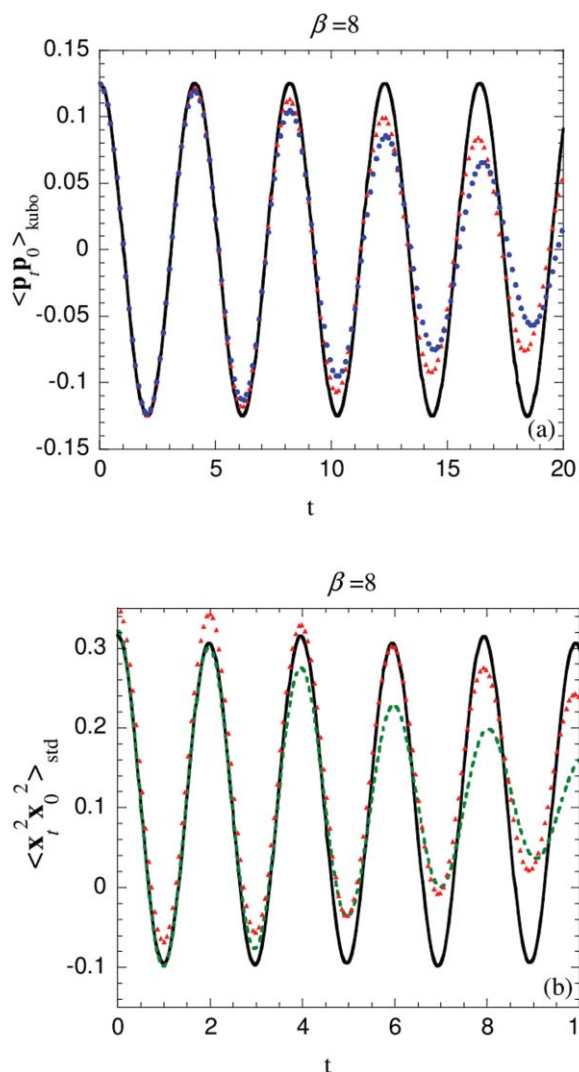 β=8
0.15
0.1
0.05
0
-0.05
-0.1
-0.15
<p_t p_0>_kubo
(a)
0 5 10 15 20
t
β=8
0.3
0.2
0.1
0
-0.1
<x_t^2 x_0^2>_std
(b)
0 2 4 6 8 1
t